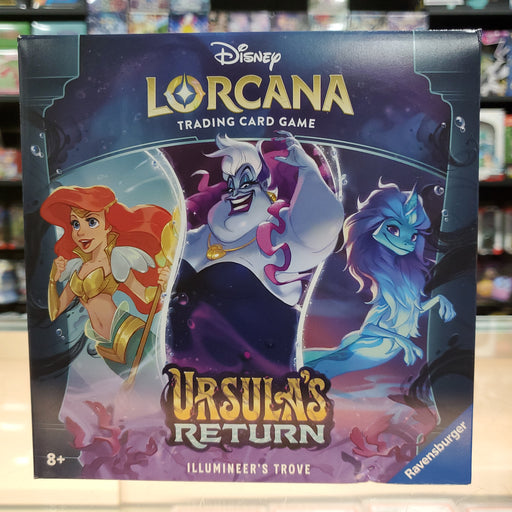 Disney
LORCANA
TRADING CARD GAME
URSULA'S
RETURN
ILLUMINEER'S TROVE
8+
Ravensburger